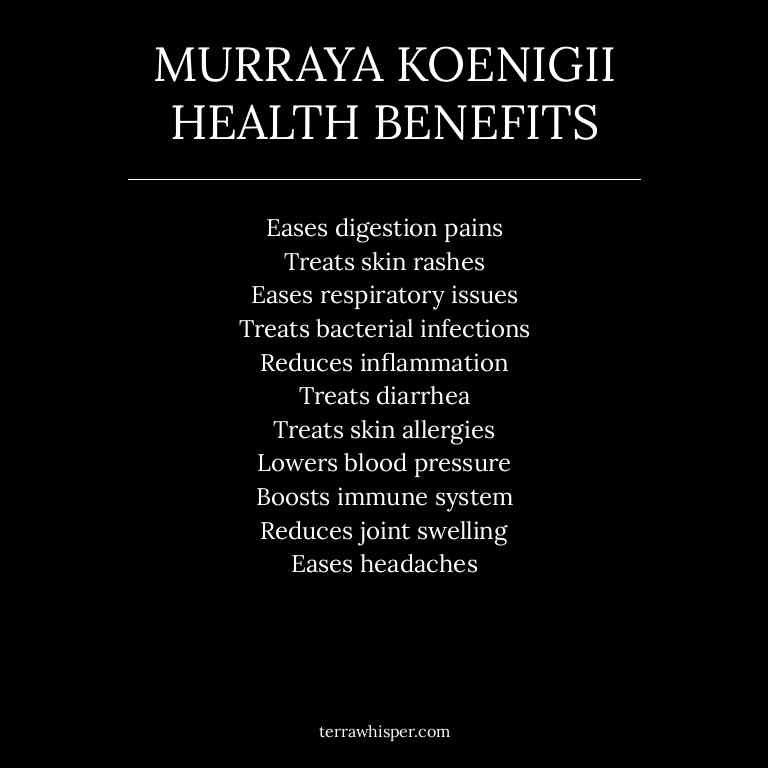 MURRAYA KOENIGII
HEALTH BENEFITS
Eases digestion pains
Treats skin rashes
Eases respiratory issues
Treats bacterial infections
Reduces inflammation
Treats diarrhea
Treats skin allergies
Lowers blood pressure
Boosts immune system
Reduces joint swelling
Eases headaches
terrawhisper.com